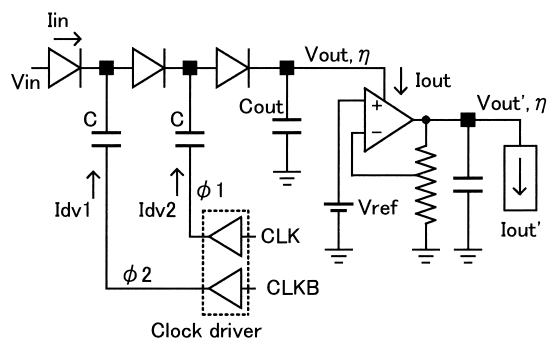 Iin
Vin
Vout, η
Iout
C
C
Cout
+
−
Vout', η
Idv1
Idv2
φ1
Vref
Iout'
CLK
φ2
CLKB
Clock driver